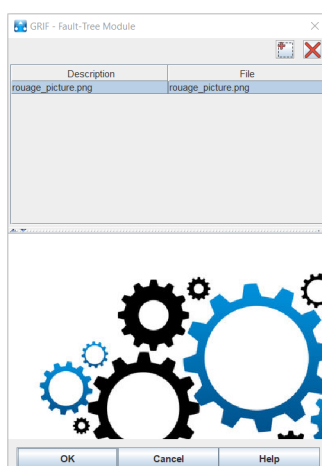 GRIF - Fault-Tree Module
Description File
rouage_picture.png rouage_picture.png
OK Cancel Help